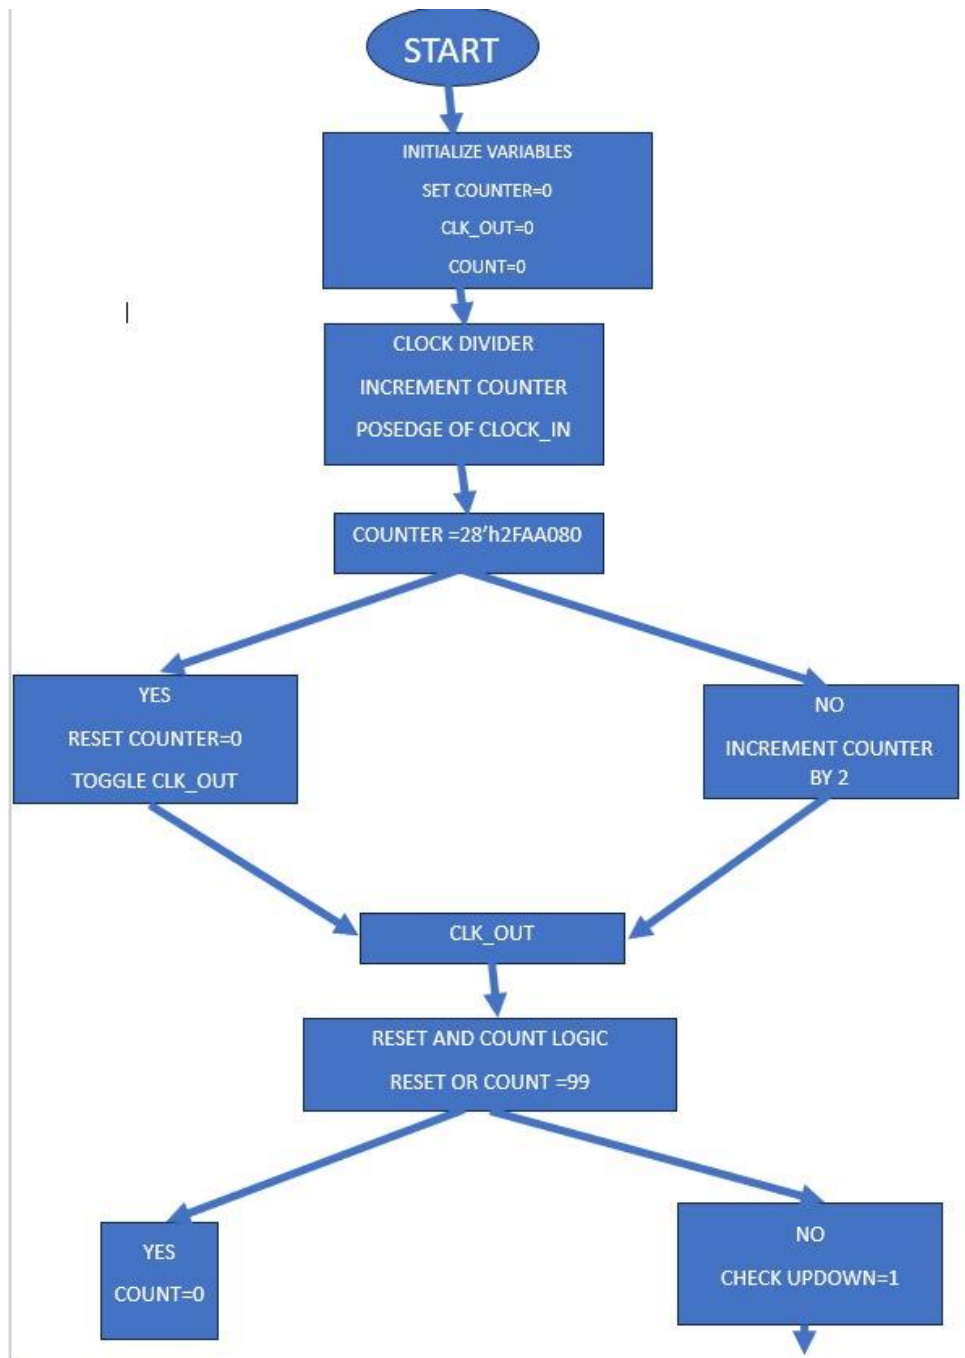 START
INITIALIZE VARIABLES
SET COUNTER=0
CLK_OUT=0
COUNT=0
CLOCK DIVIDER
INCREMENT COUNTER
POSEDGE OF CLOCK_IN
COUNTER =28'h2FAA080
YES
RESET COUNTER=0
TOGGLE CLK_OUT
NO
INCREMENT COUNTER
BY 2
CLK_OUT
RESET AND COUNT LOGIC
RESET OR COUNT =99
YES
COUNT=0
NO
CHECK UPDOWN=1